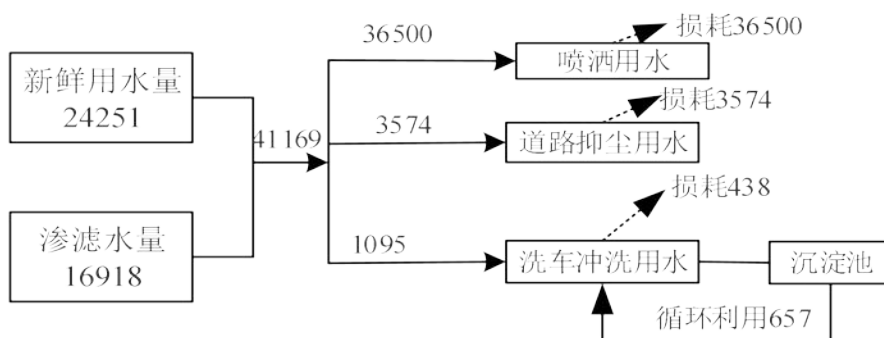 损耗36500
36500
喷洒用水
新鲜用水量
24251
损耗3574
41169
3574
道路抑尘用水
损耗438
渗滤水量
16918
1095
洗车冲洗用水
沉淀池
循环利用657